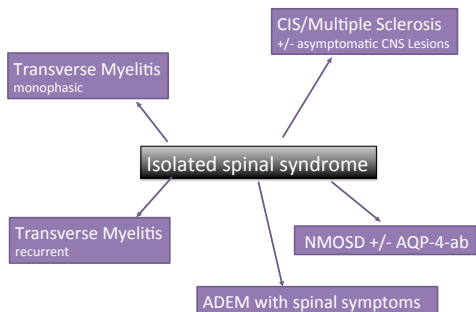 CIS/Multiple Sclerosis
+/- asymptomatic CNS Lesions
Transverse Myelitis
monophasic
Isolated spinal syndrome
Transverse Myelitis
recurrent
NMOSD +/- AQP-4-ab
ADEM with spinal symptoms